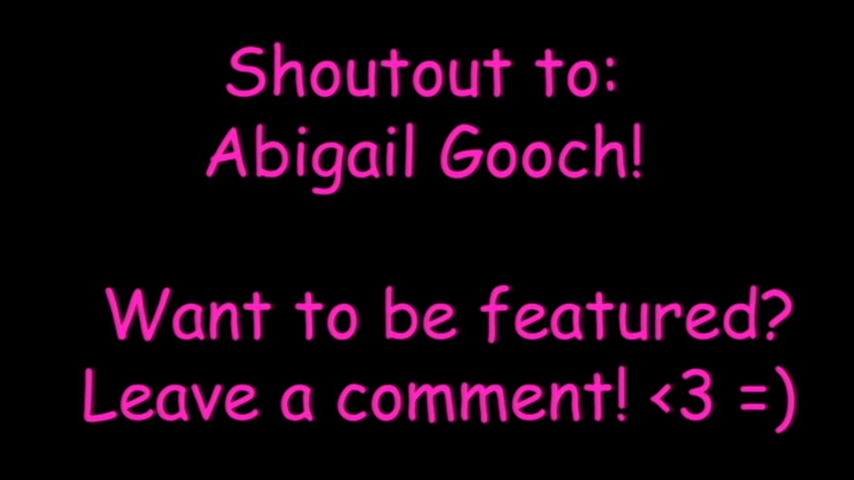 Shoutout to:
Abigail Gooch!
Want to be featured?
Leave a comment! <3 =)